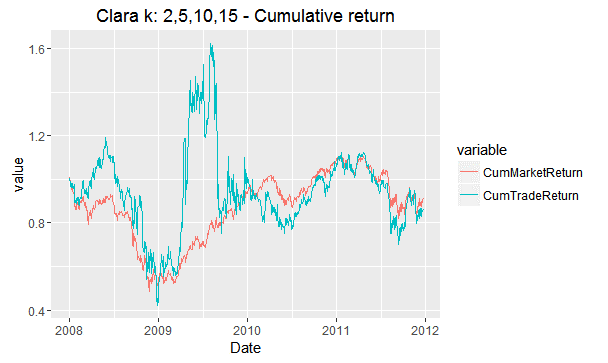 Clara k: 2,5,10,15 - Cumulative return
value
1.6
1.2
0.8
0.4
2008 2009 2010 2011 2012
Date
variable
CumMarketReturn
CumTradeReturn